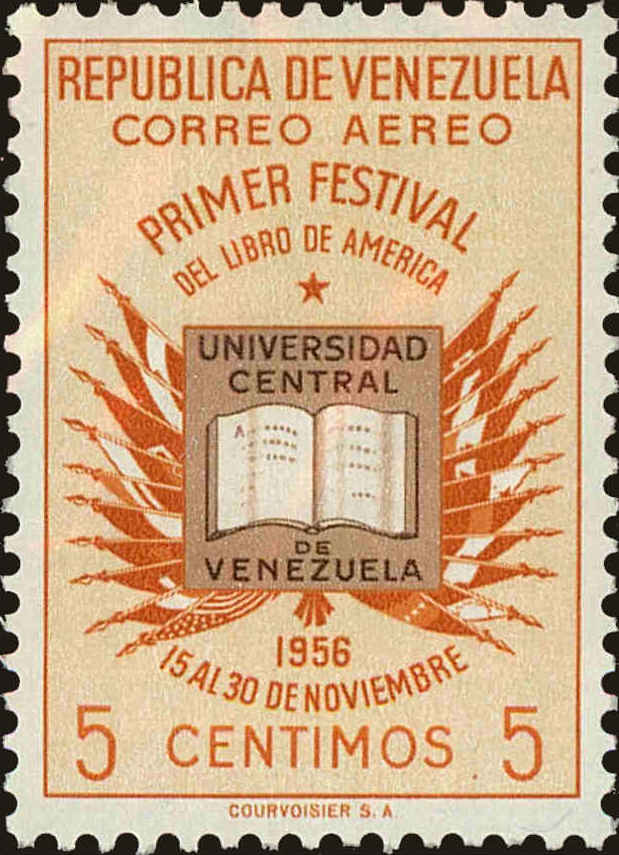 REPUBLICA DE VENEZUELA
CORREO AEREO
PRIMER FESTIVAL
DEL LIBRO DE AMERICA
UNIVERSIDAD
CENTRAL
DE
VENEZUELA
1956
15 AL 30 DE NOVIEMBRE
5 CENTIMOS 5
COURVOISIER S. A.